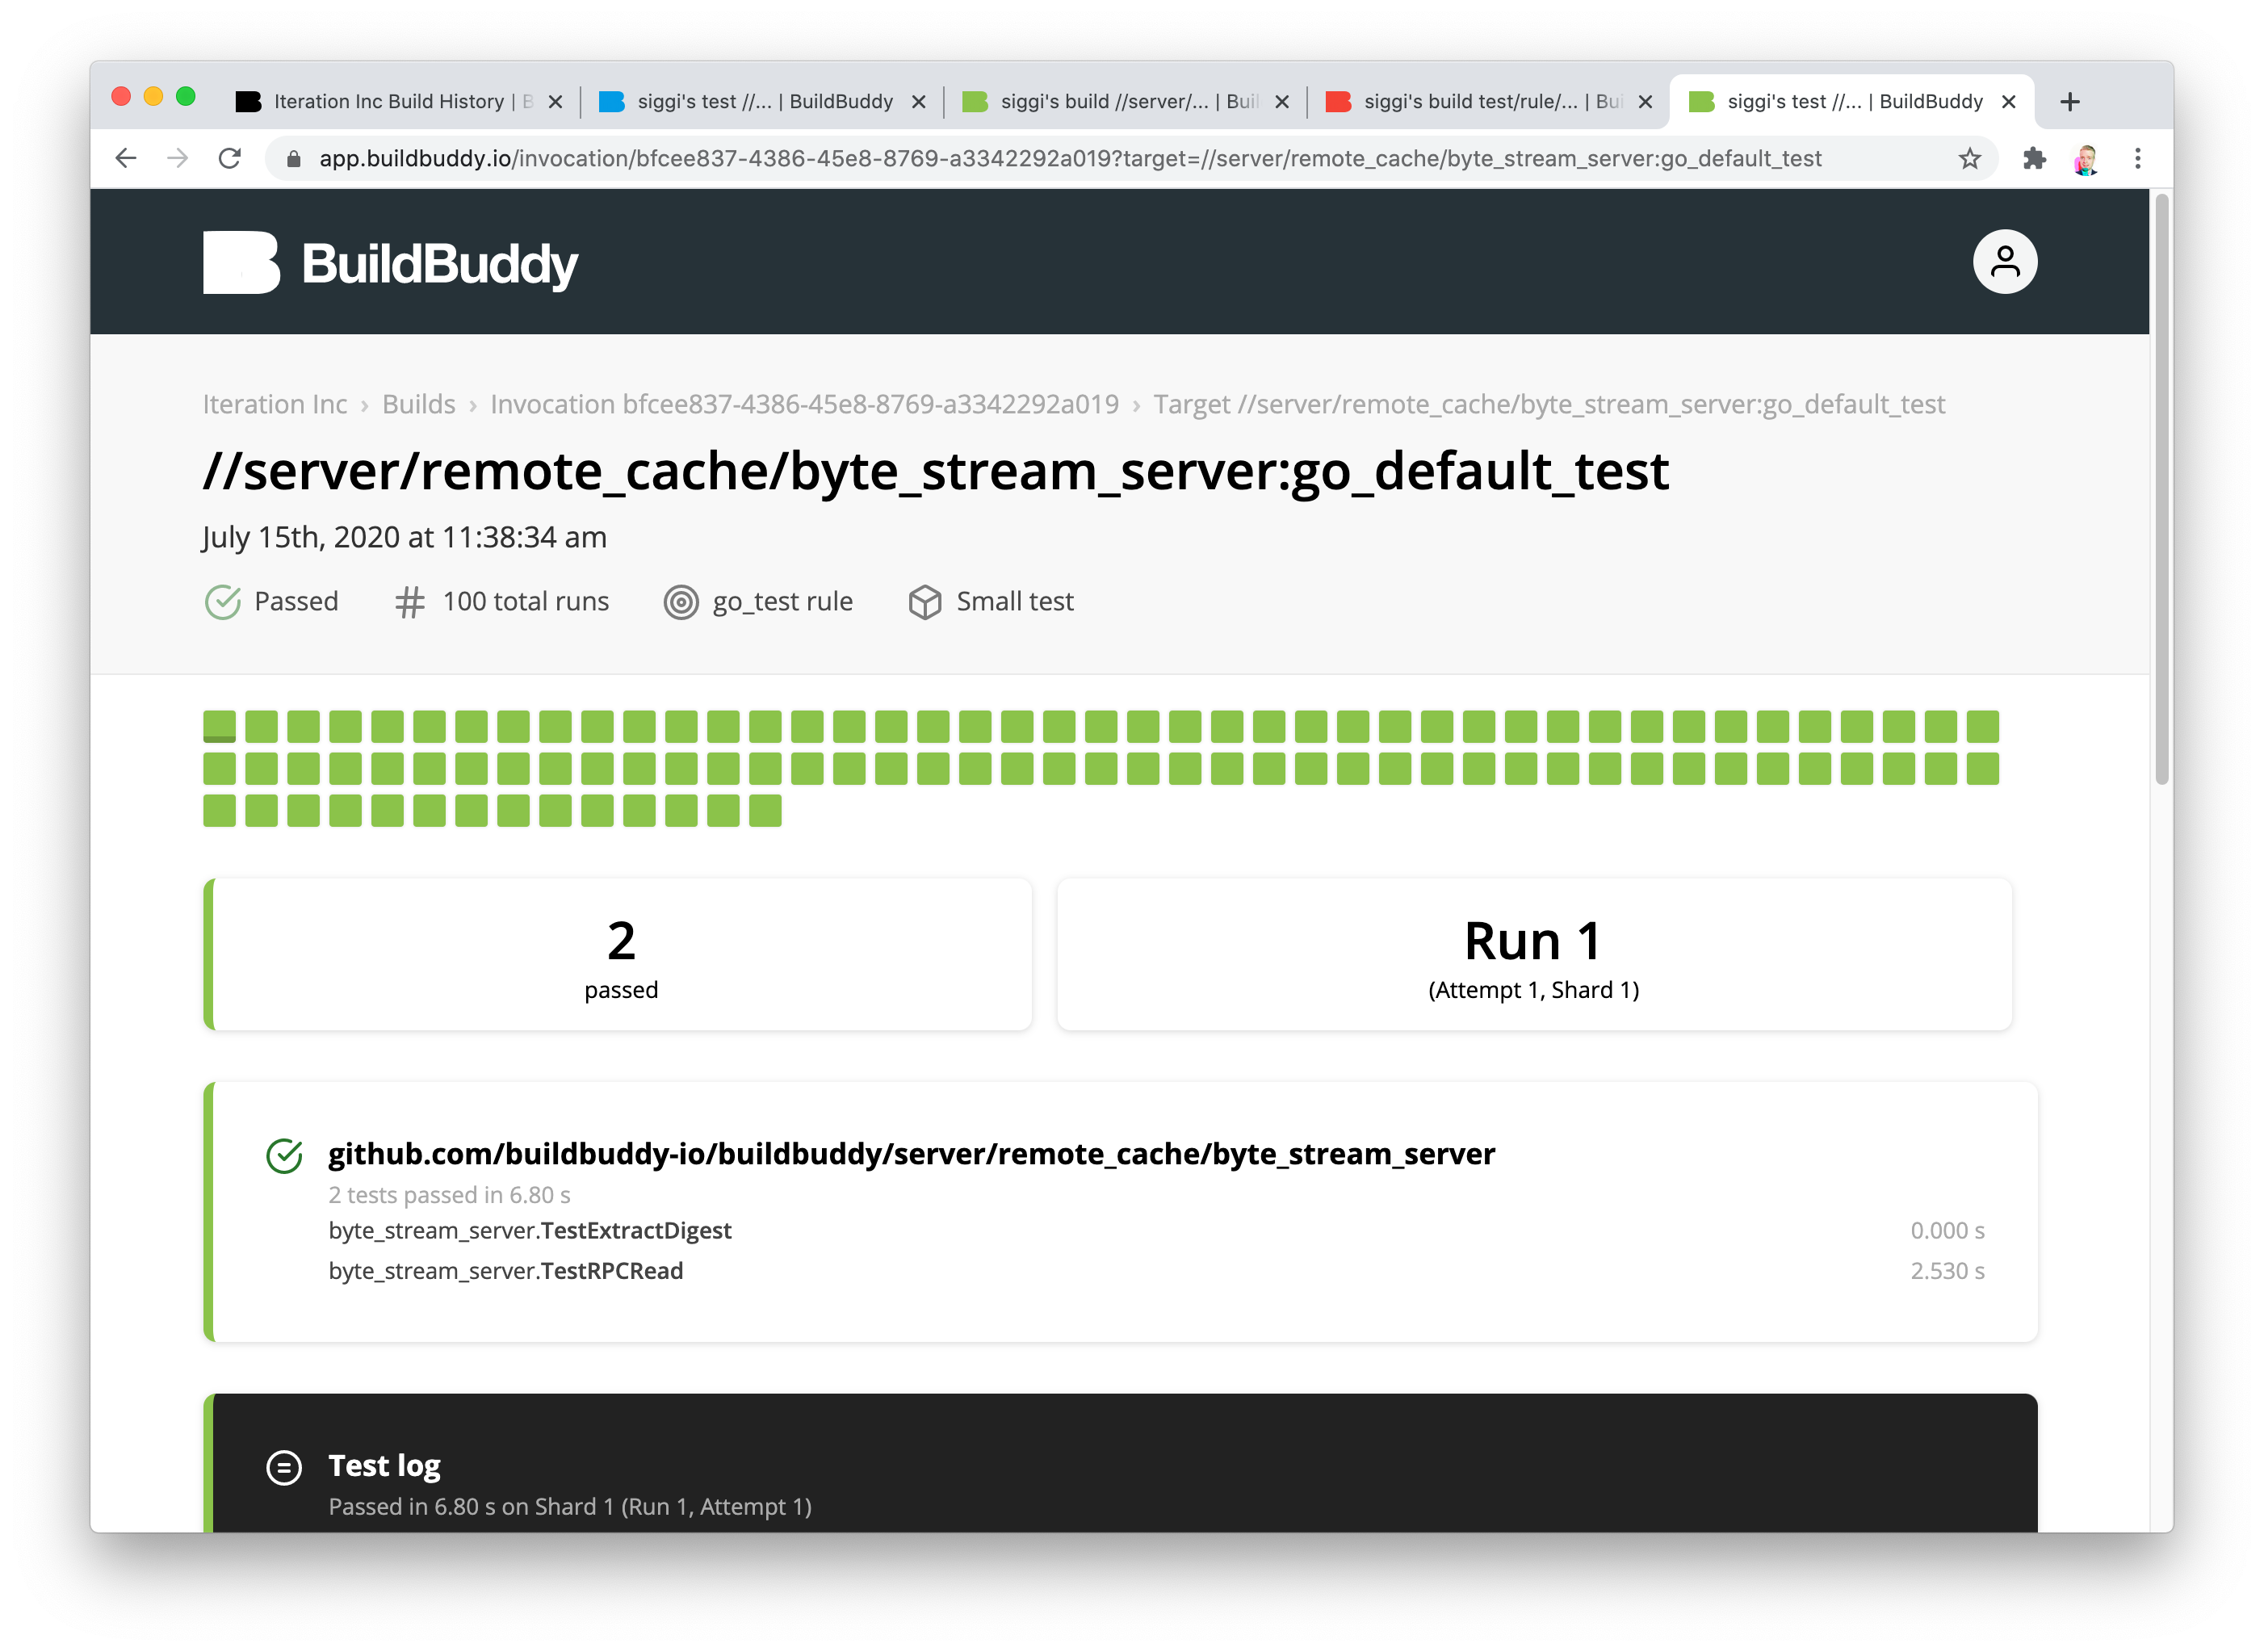 Iteration Inc Build History | B
siggi's test //... | BuildBuddy
siggi's build //server/... | Buil
siggi's build test/rule/... | Bui
siggi's test //... | BuildBuddy
app.buildbuddy.io/invocation/bfcee837-4386-45e8-8769-a3342292a019?target=//server/remote_cache/byte_stream_server:go_default_test
BuildBuddy
Iteration Inc › Builds › Invocation bfcee837-4386-45e8-8769-a3342292a019 › Target //server/remote_cache/byte_stream_server:go_default_test
//server/remote_cache/byte_stream_server:go_default_test
July 15th, 2020 at 11:38:34 am
Passed # 100 total runs go_test rule Small test
2
passed
Run 1
(Attempt 1, Shard 1)
github.com/buildbuddy-io/buildbuddy/server/remote_cache/byte_stream_server
2 tests passed in 6.80 s
byte_stream_server.TestExtractDigest 0.000 s
byte_stream_server.TestRPCRead 2.530 s
Test log
Passed in 6.80 s on Shard 1 (Run 1, Attempt 1)